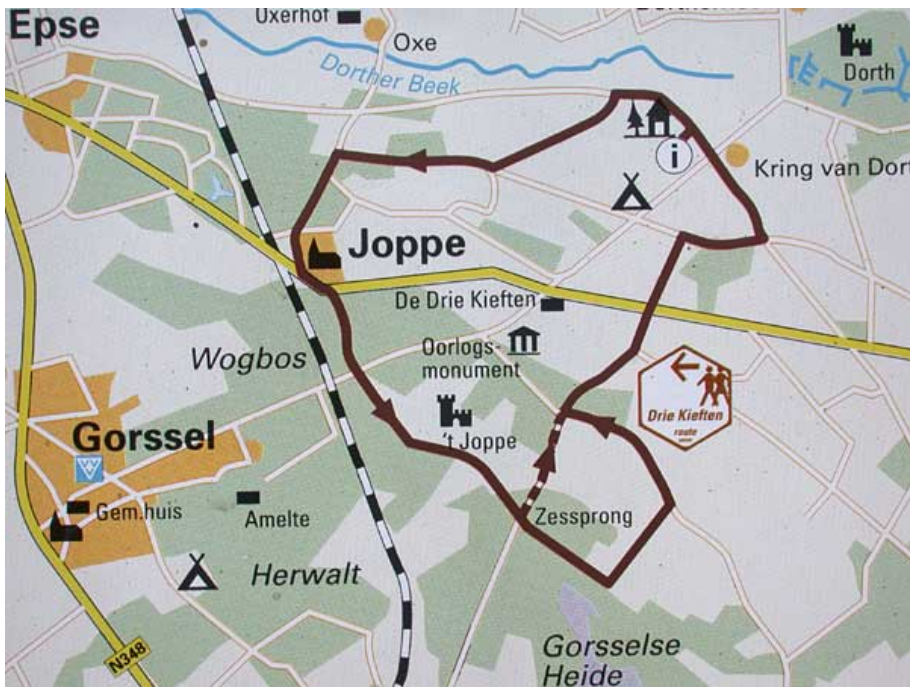 Epse
Oxe
Dorther Beek
Dorth
i
Kring van Dort
Joppe
De Drie Kieften
Wogbos
Oorlogs-
monument
Drie Kieften
route
't Joppe
Gorssel
Gem.huis
Amelte
Zessprong
Herwalt
Gorsselse
Heide
N348